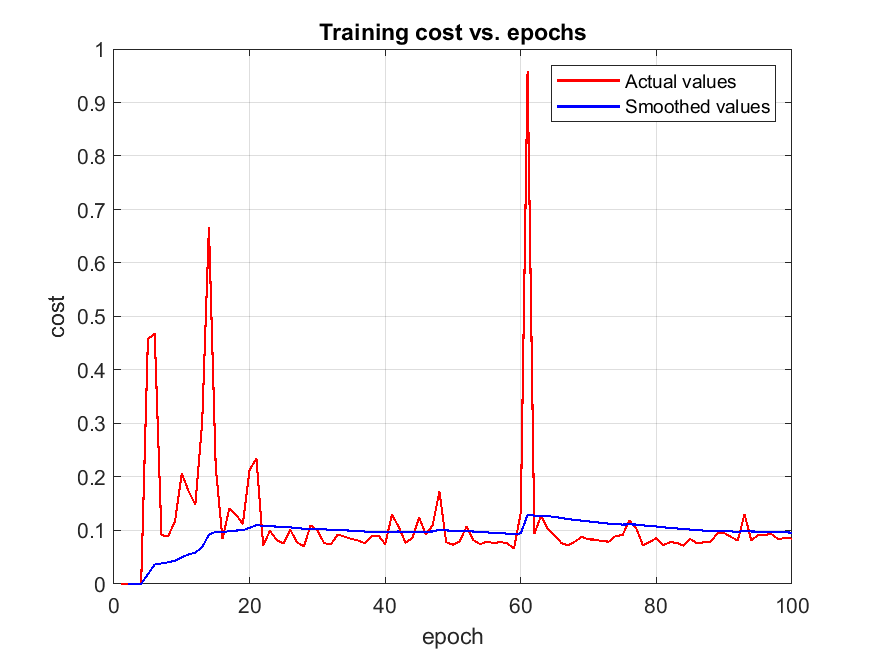 Training cost vs. epochs
1
0.9
0.8
0.7
0.6
0.5
0.4
0.3
0.2
0.1
0
cost
Actual values
Smoothed values
0 20 40 60 80 100
epoch